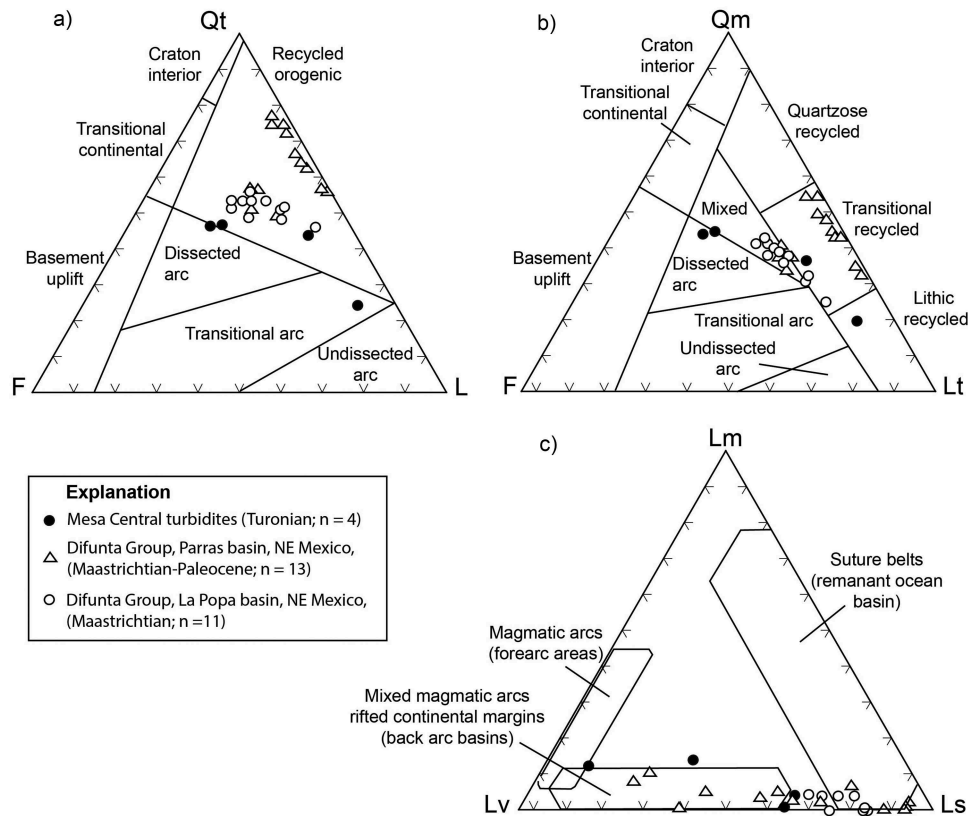 a)
Qt
Craton
interior
Recycled
orogenic
Transitional
continental
Basement
uplift
Dissected
arc
Transitional arc
Undissected
arc
F
L
b)
Qm
Craton
interior
Transitional
continental
Quartzose
recycled
Mixed
Transitional
recycled
Basement
uplift
Dissected
arc
Transitional arc
Lithic
recycled
Undissected
arc
F
Lt
Explanation
Mesa Central turbidites (Turonian; n = 4)
Difunta Group, Parras basin, NE Mexico,
(Maastrichtian-Paleocene; n = 13)
Difunta Group, La Popa basin, NE Mexico,
(Maastrichtian; n =11)
c)
Lm
Suture belts
(remanant ocean
basin)
Magmatic arcs
(forearc areas)
Mixed magmatic arcs
rifted continental margins
(back arc basins)
Lv
Ls